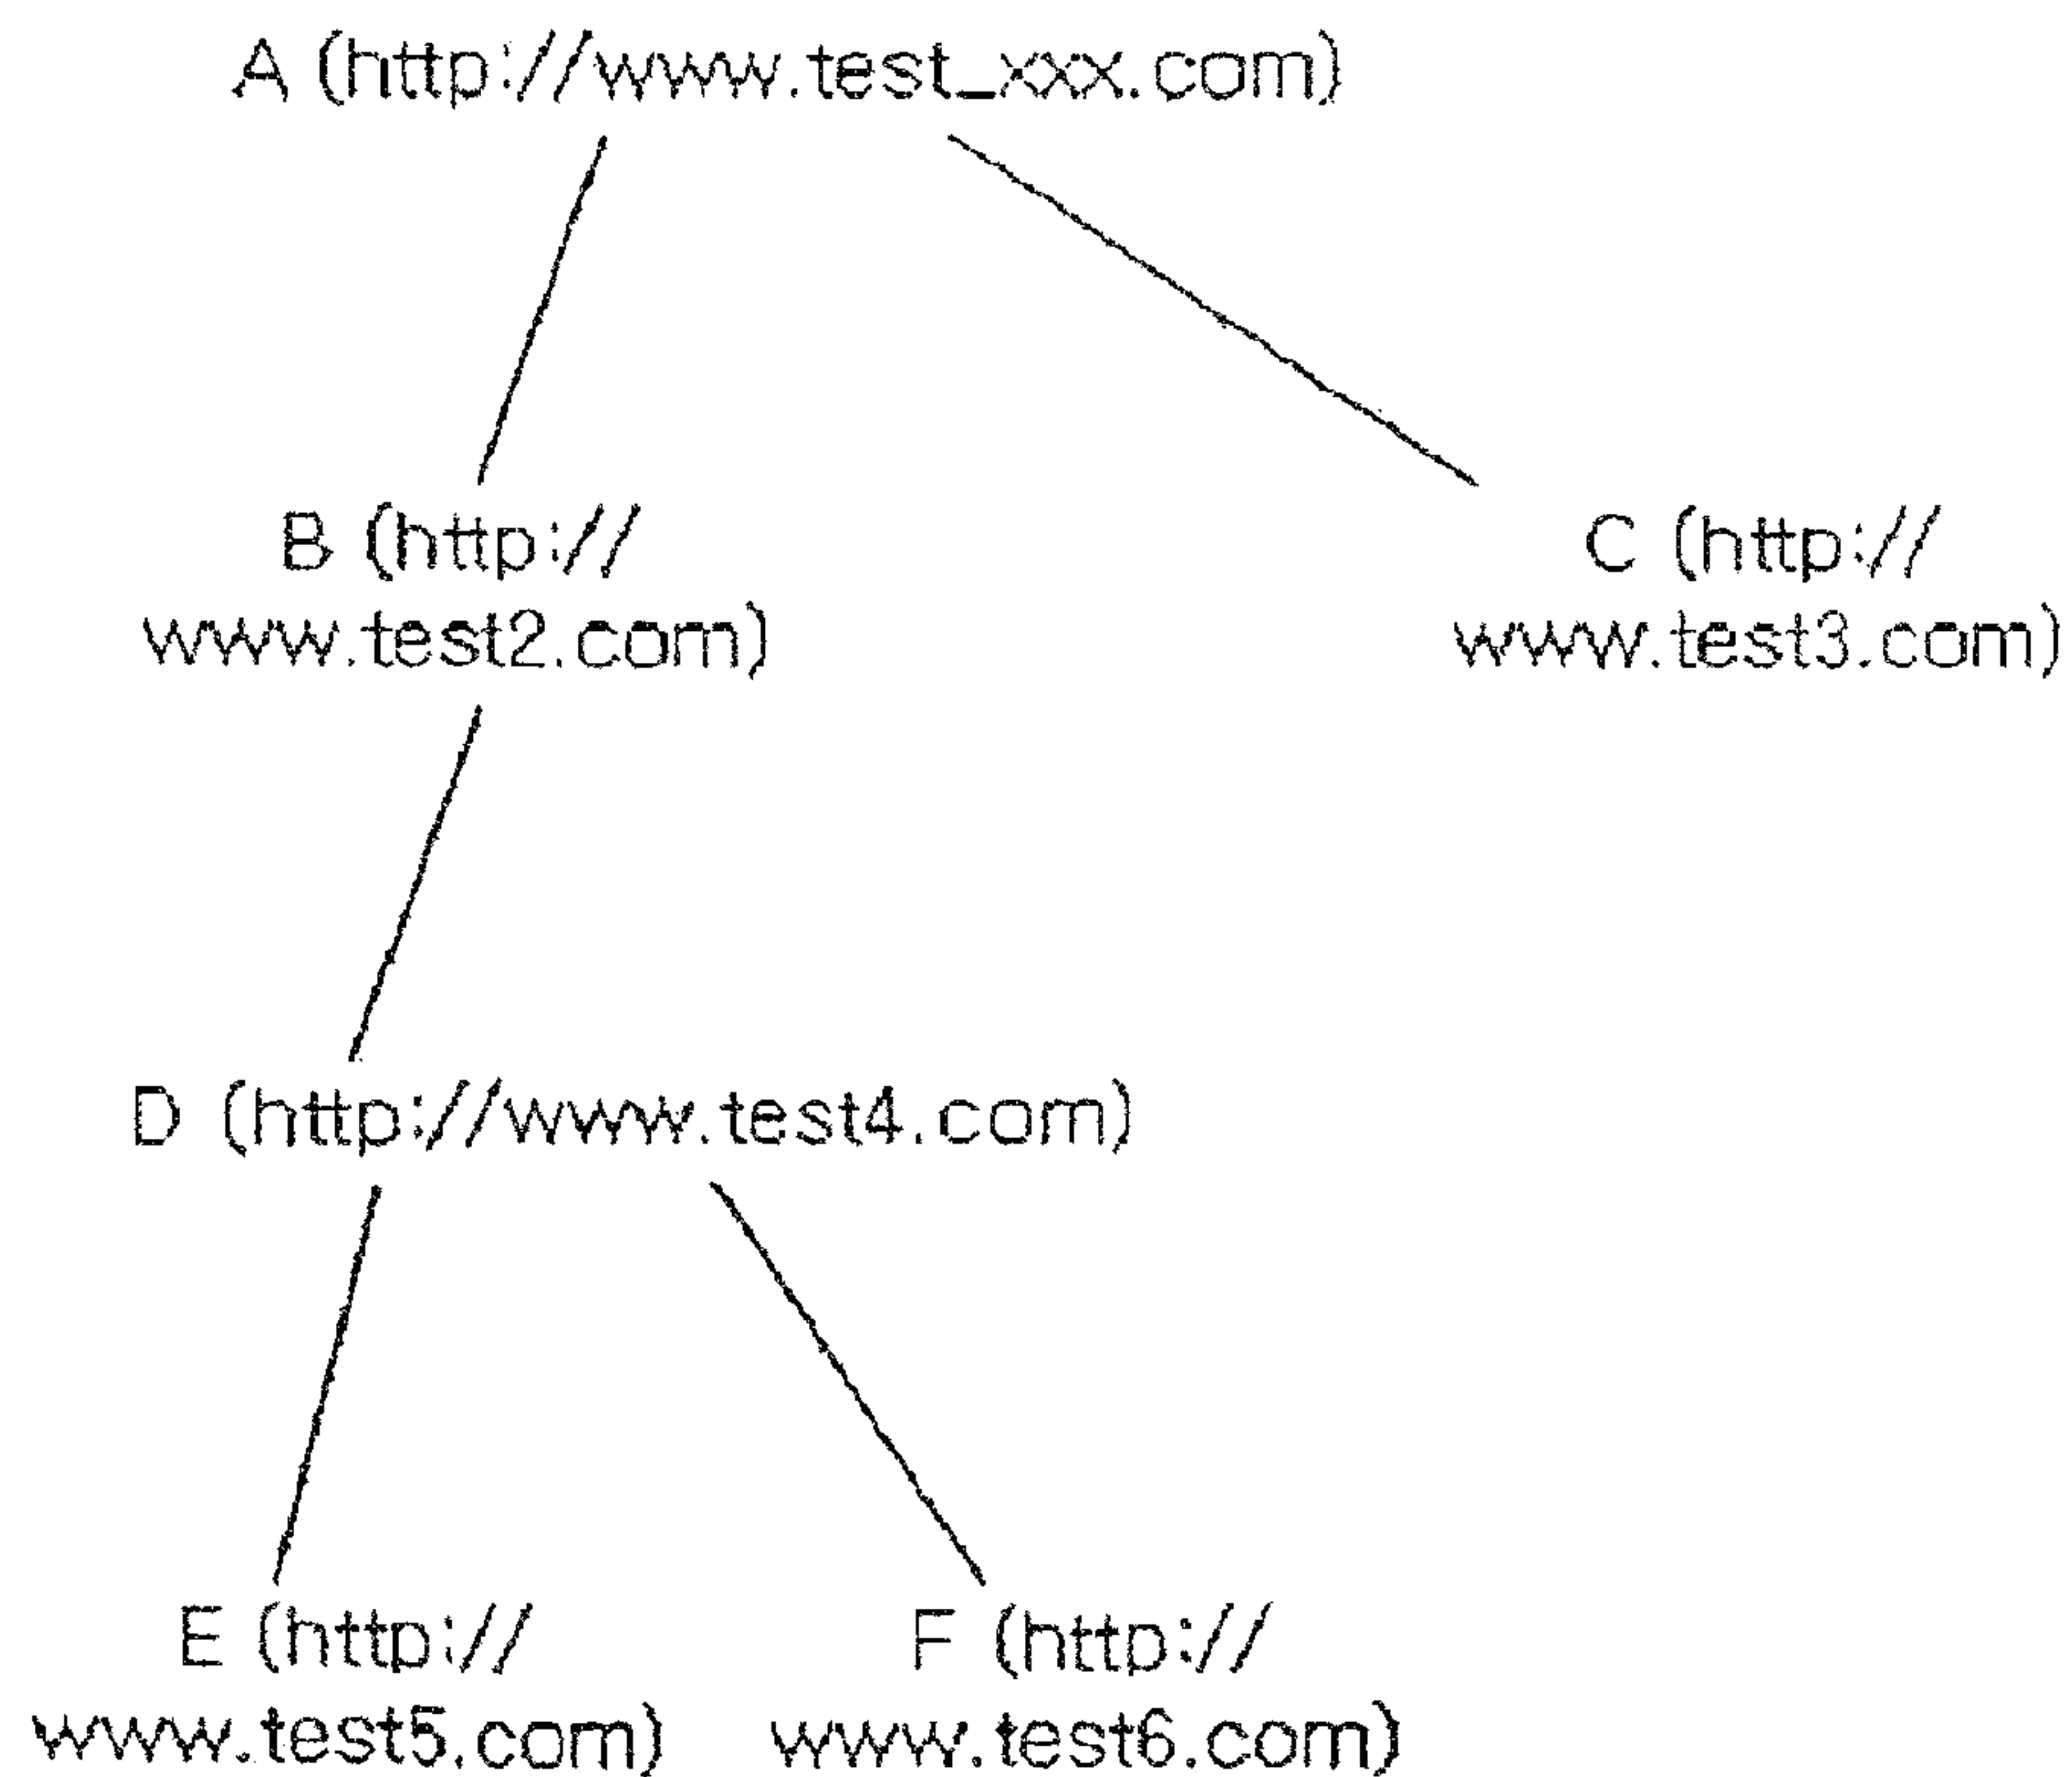 A (http://www.test_xxx.com)
B (http://
www.test2.com)
C (http://
www.test3.com)
D (http://www.test4.com)
E (http://
www.test5.com)
F (http://
www.test6.com)